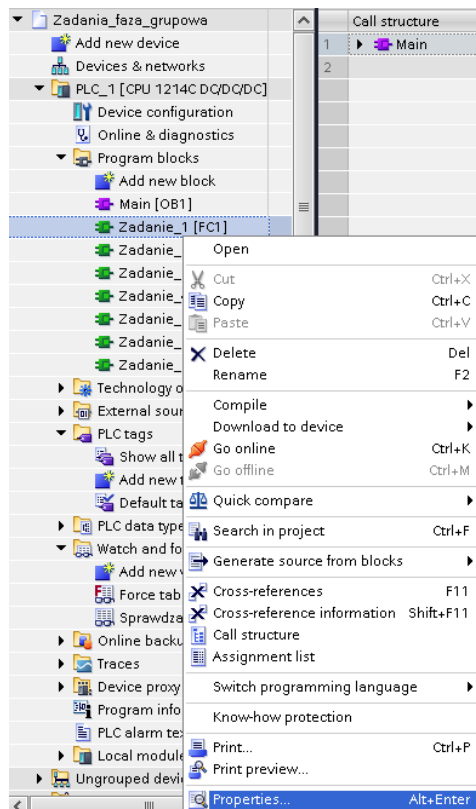 Zadania_faza_grupowa
Add new device
Devices & networks
PLC_1 [CPU 1214C DC/DC/DC]
Device configuration
Online & diagnostics
Program blocks
Add new block
Main [OB1]
Zadanie_1 [FC1]
Zadanie_
Zadanie_
Zadanie_
Zadanie_
Zadanie_
Zadanie_
Technology o
External sour
PLC tags
Show all t
Add new t
Default ta
PLC data type
Watch and fo
Add new
Force tab
Sprawdza
Online backu
Traces
Device proxy
Program info
PLC alarm te
Local module
Ungrouped devi
Call structure
1 Main
2
Open
Cut Ctrl+X
Copy Ctrl+C
Paste Ctrl+V
Delete Del
Rename F2
Compile
Download to device
Go online Ctrl+K
Go offline Ctrl+M
Quick compare
Search in project Ctrl+F
Generate source from blocks
Cross-references F11
Cross-reference information Shift+F11
Call structure
Assignment list
Switch programming language
Know-how protection
Print... Ctrl+P
Print preview...
Properties... Alt+Enter